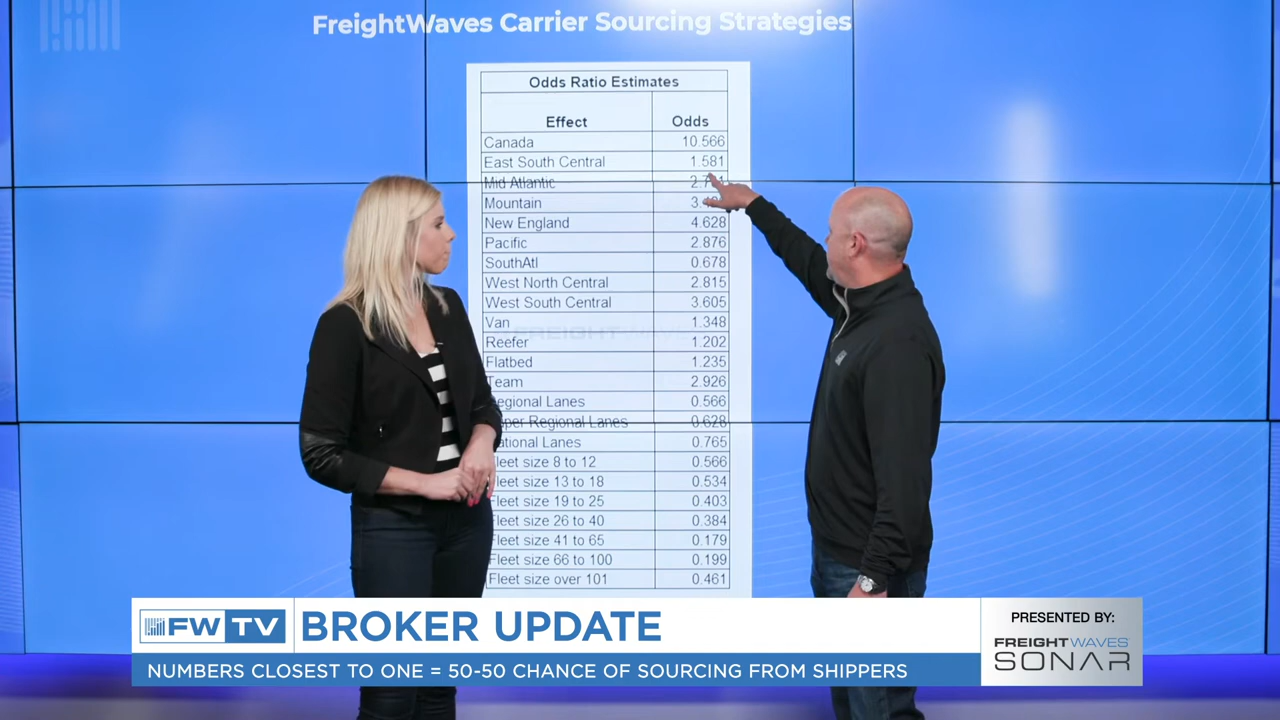 FreightWaves Carrier Sourcing Strategies
Odds Ratio Estimates
Effect Odds
Canada 10.566
East South Central 1.581
Mid Atlantic
Mountain
New England 4.628
Pacific 2.876
SouthAtl 0.678
West North Central 2.815
West South Central 3.605
Van 1.348
FREIGHTWAVES
Reefer 1.202
Flatbed 1.235
Team 2.926
egional Lanes 0.566
per Regional Lanes 0.628
ational Lanes 0.765
leet size 8 to 12 0.566
leet size 13 to 18 0.534
leet size 19 to 25 0.403
Fleet size 26 to 40 0.384
Fleet size 41 to 65 0.179
Fleet size 66 to 100 0.199
Fleet size over 101 0.461
FWTV BROKER UPDATE
NUMBERS CLOSEST TO ONE = 50-50 CHANCE OF SOURCING FROM SHIPPERS
PRESENTED BY:
FREIGHTWAVES
SONAR